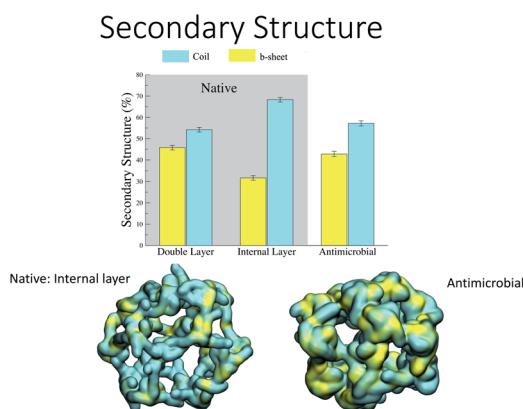 Secondary Structure
Coil b-sheet
Native
Secondary Structure (%)
80
70
60
50
40
30
20
10
0
Double Layer Internal Layer Antimicrobial
Native: Internal layer
Antimicrobial